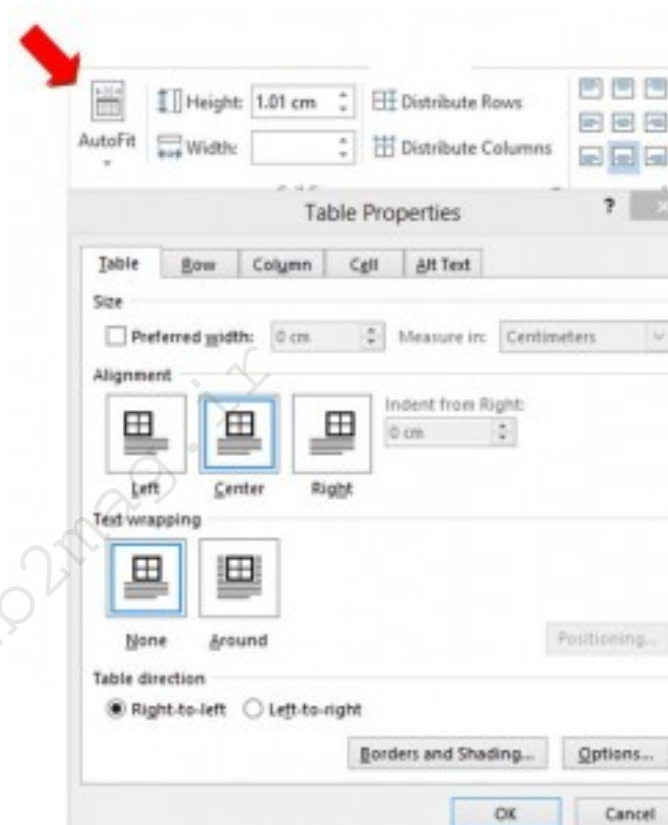 Height: 1.01 cm Distribute Rows
AutoFit Width: Distribute Columns
Table Properties ?
Table Row Column Cell Alt Text
Size
Preferred width: 0 cm Measure in: Centimeters
Alignment
Indent from Right:
0 cm
Left Center Right
Text wrapping
None Around
Positioning...
Table direction
Right-to-left Left-to-right
Borders and Shading... Options...
OK Cancel